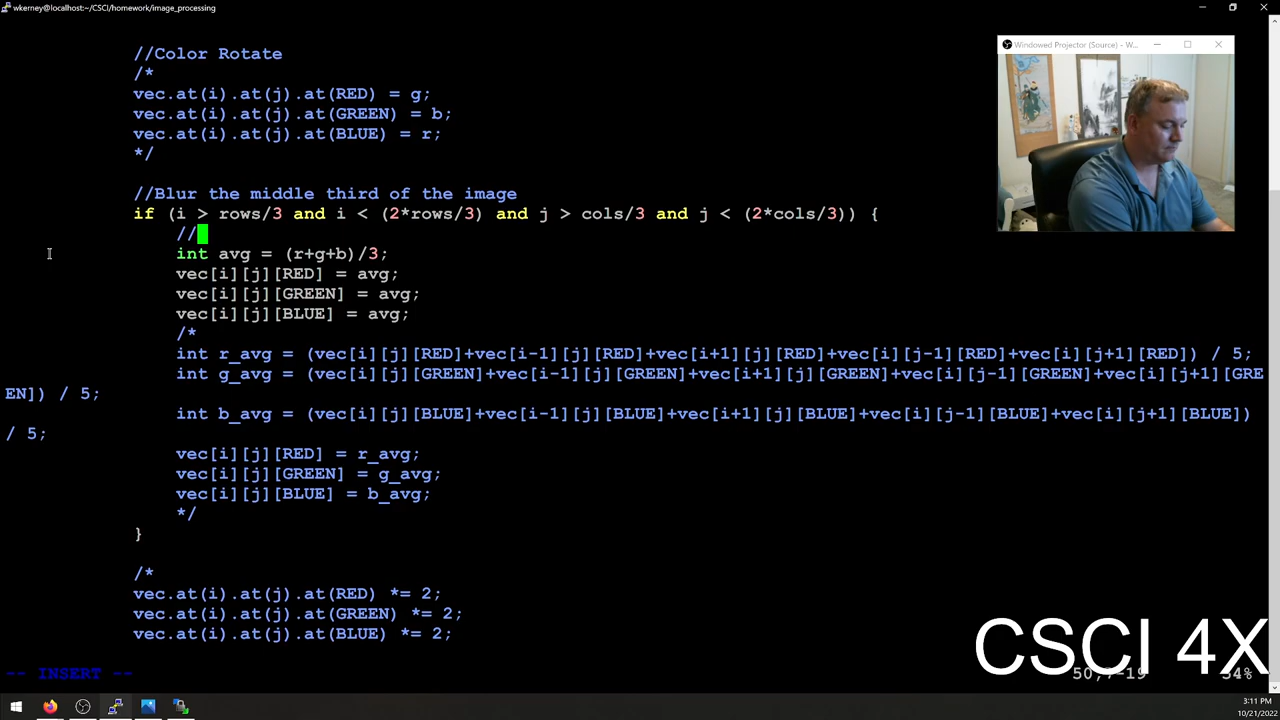 wkerney@localhost:~/CSCI/homework/image_processing
Windowed Projector (Source) - W...
//Color Rotate
/*
vec.at(i).at(j).at(RED) = g;
vec.at(i).at(j).at(GREEN) = b;
vec.at(i).at(j).at(BLUE) = r;
*/
//Blur the middle third of the image
if (i > rows/3 and i < (2*rows/3) and j > cols/3 and j < (2*cols/3)) {
//
int avg = (r+g+b)/3;
vec[i][j][RED] = avg;
vec[i][j][GREEN] = avg;
vec[i][j][BLUE] = avg;
/*
int r_avg = (vec[i][j][RED]+vec[i-1][j][RED]+vec[i+1][j][RED]+vec[i][j-1][RED]+vec[i][j+1][RED]) / 5;
int g_avg = (vec[i][j][GREEN]+vec[i-1][j][GREEN]+vec[i+1][j][GREEN]+vec[i][j-1][GREEN]+vec[i][j+1][GRE
EN]) / 5;
int b_avg = (vec[i][j][BLUE]+vec[i-1][j][BLUE]+vec[i+1][j][BLUE]+vec[i][j-1][BLUE]+vec[i][j+1][BLUE])
/ 5;
vec[i][j][RED] = r_avg;
vec[i][j][GREEN] = g_avg;
vec[i][j][BLUE] = b_avg;
*/
}
/*
vec.at(i).at(j).at(RED) *= 2;
vec.at(i).at(j).at(GREEN) *= 2;
vec.at(i).at(j).at(BLUE) *= 2;
CSCI 4X
-- INSERT --
3:11 PM
10/21/2022